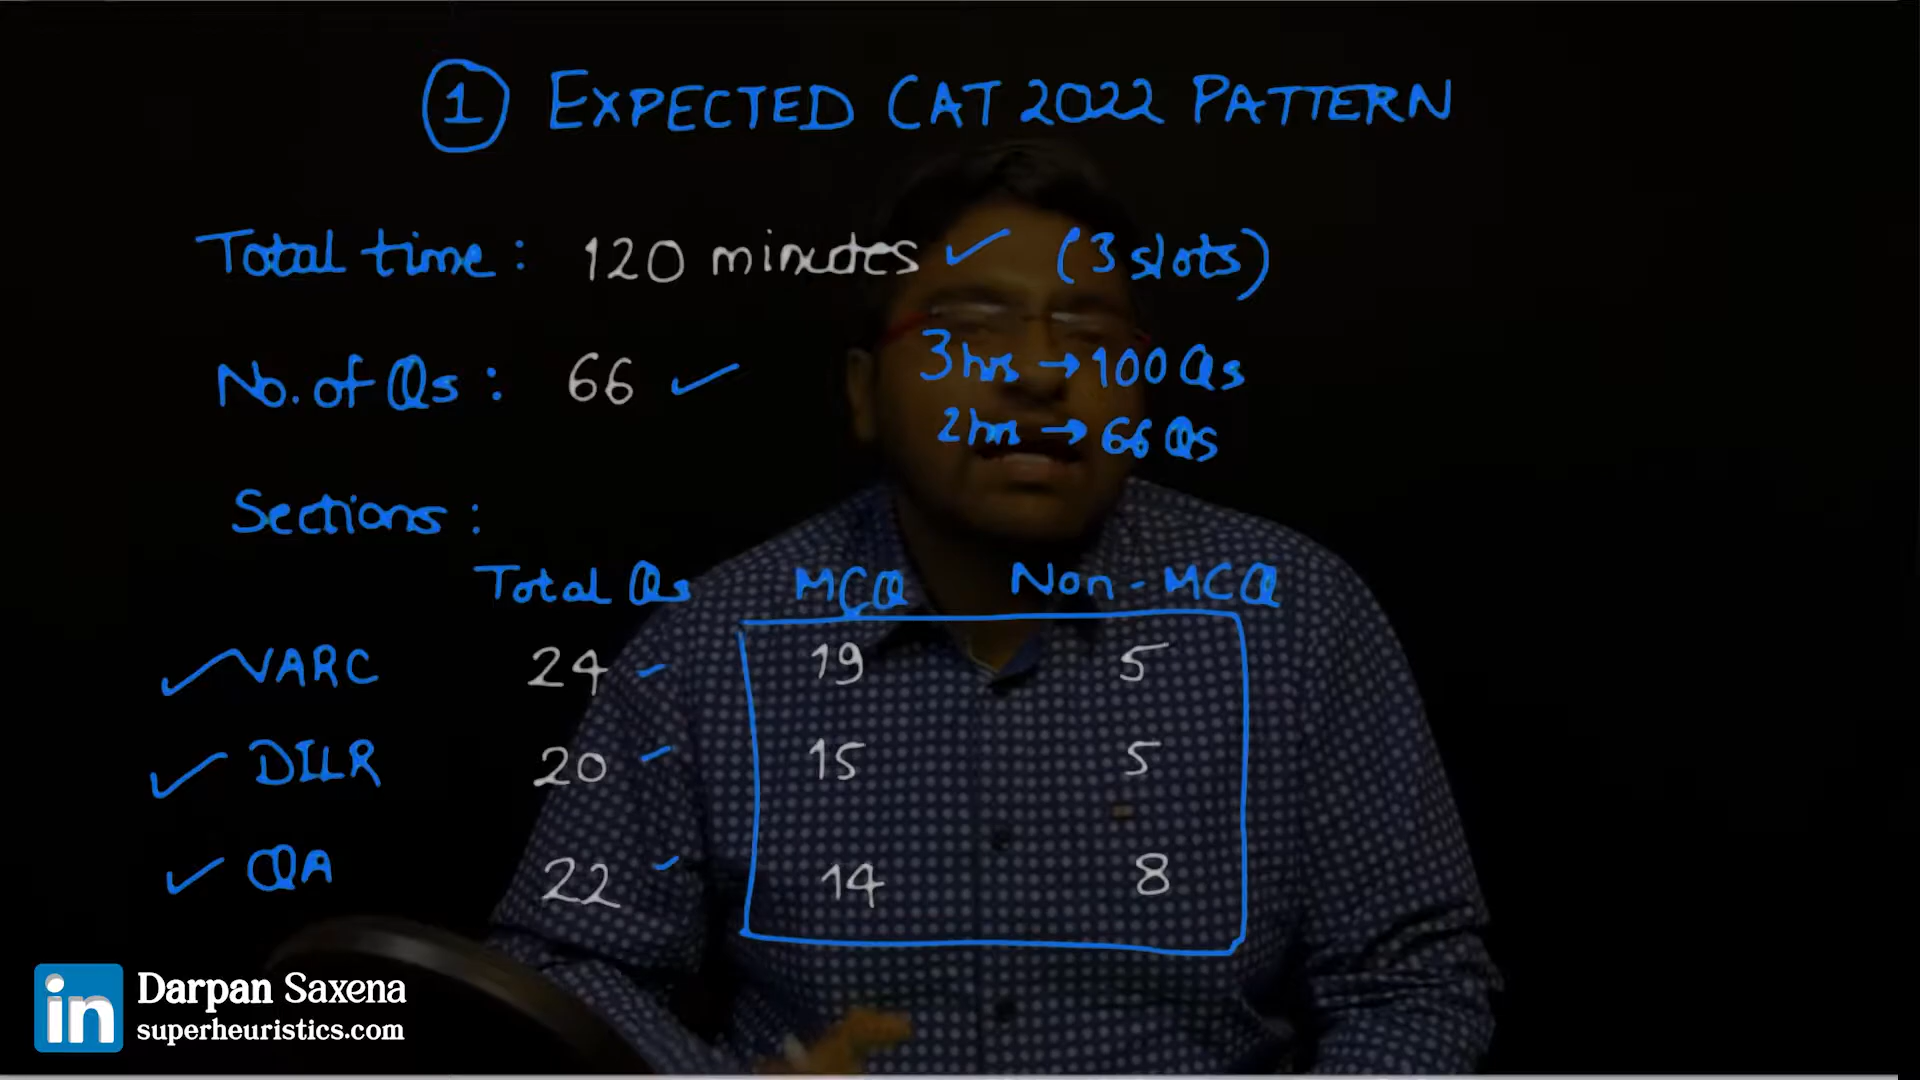 1 EXPECTED CAT 2022 PATTERN
Total time : 120 minutes (3 slots)
No. of Qs : 66
3 hrs → 100 Qs
2 hrs → 66 Qs
Sections :
Total Qs MCQ Non-MCQ
VARC 24 19 5
DILR 20 15 5
QA 22 14 8
in Darpan Saxena
superheuristics.com